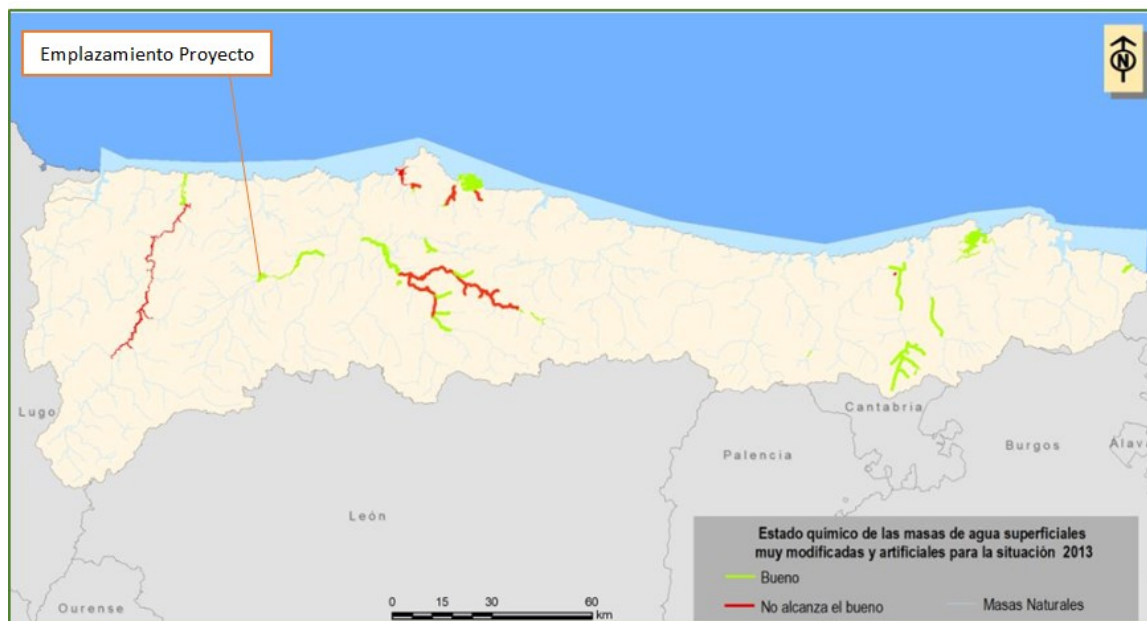 Emplazamiento Proyecto
N
Lugo
Cantabria
Burgos
Álava
Palencia
León
Ourense
Estado quimico de las masas de agua superficiales
muy modificadas y artificiales para la situación 2013
Bueno
No alcanza el bueno
Masas Naturales
0 15 30 60
km